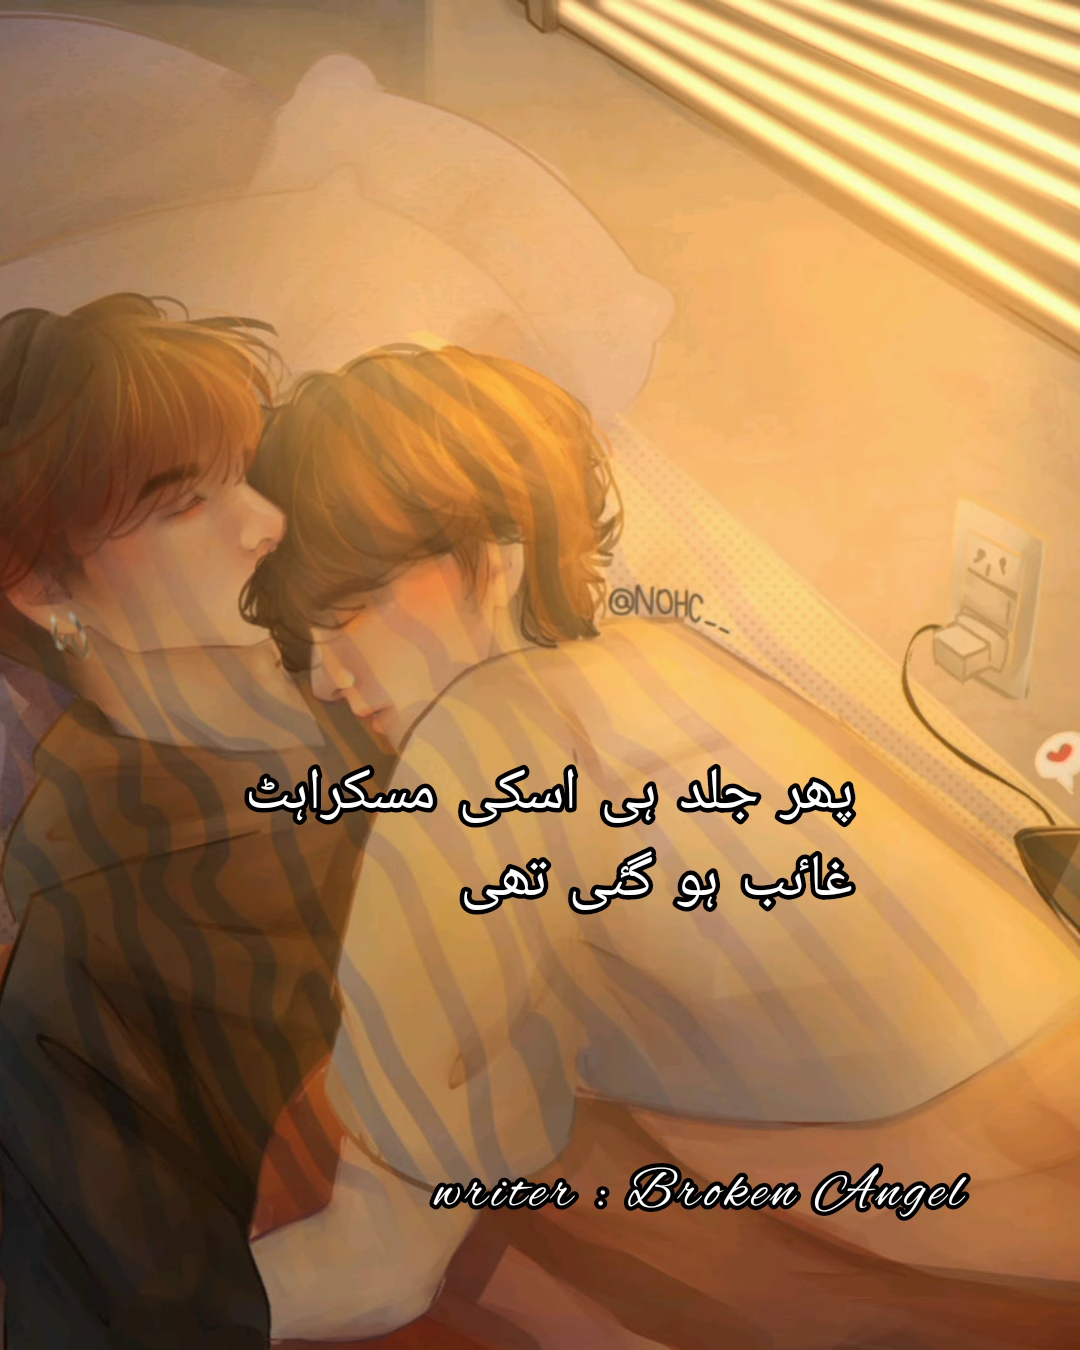 @NOHC__
پھر جلد ہی اسکی مسکراہٹ
غائب ہو گئی تھی
writer : Broken Angel